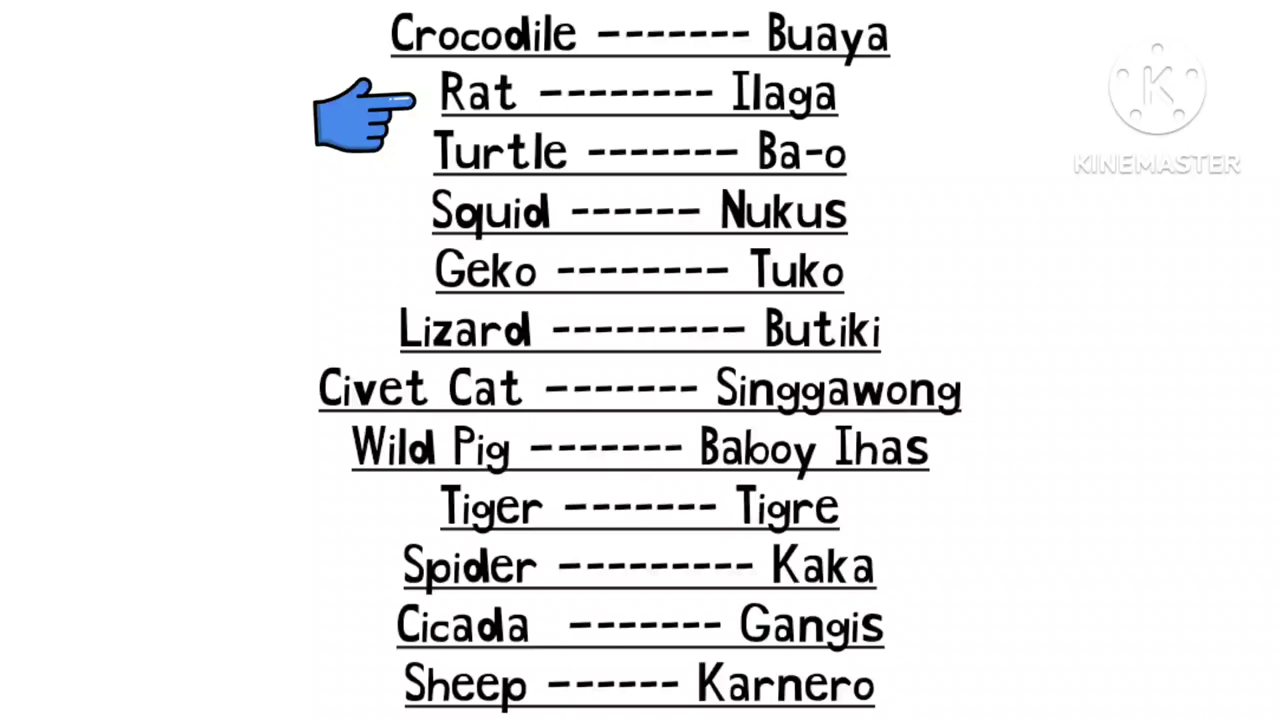 Crocodile ------- Buaya
Rat -------- Ilaga
Turtle ------- Ba-o
Squid ------ Nukus
Geko -------- Tuko
Lizard --------- Butiki
Civet Cat ------- Singgawong
Wild Pig ------- Baboy Ihas
Tiger ------- Tigre
Spider --------- Kaka
Cicada ------- Gangis
Sheep ------ Karnero
K
KINEMASTER